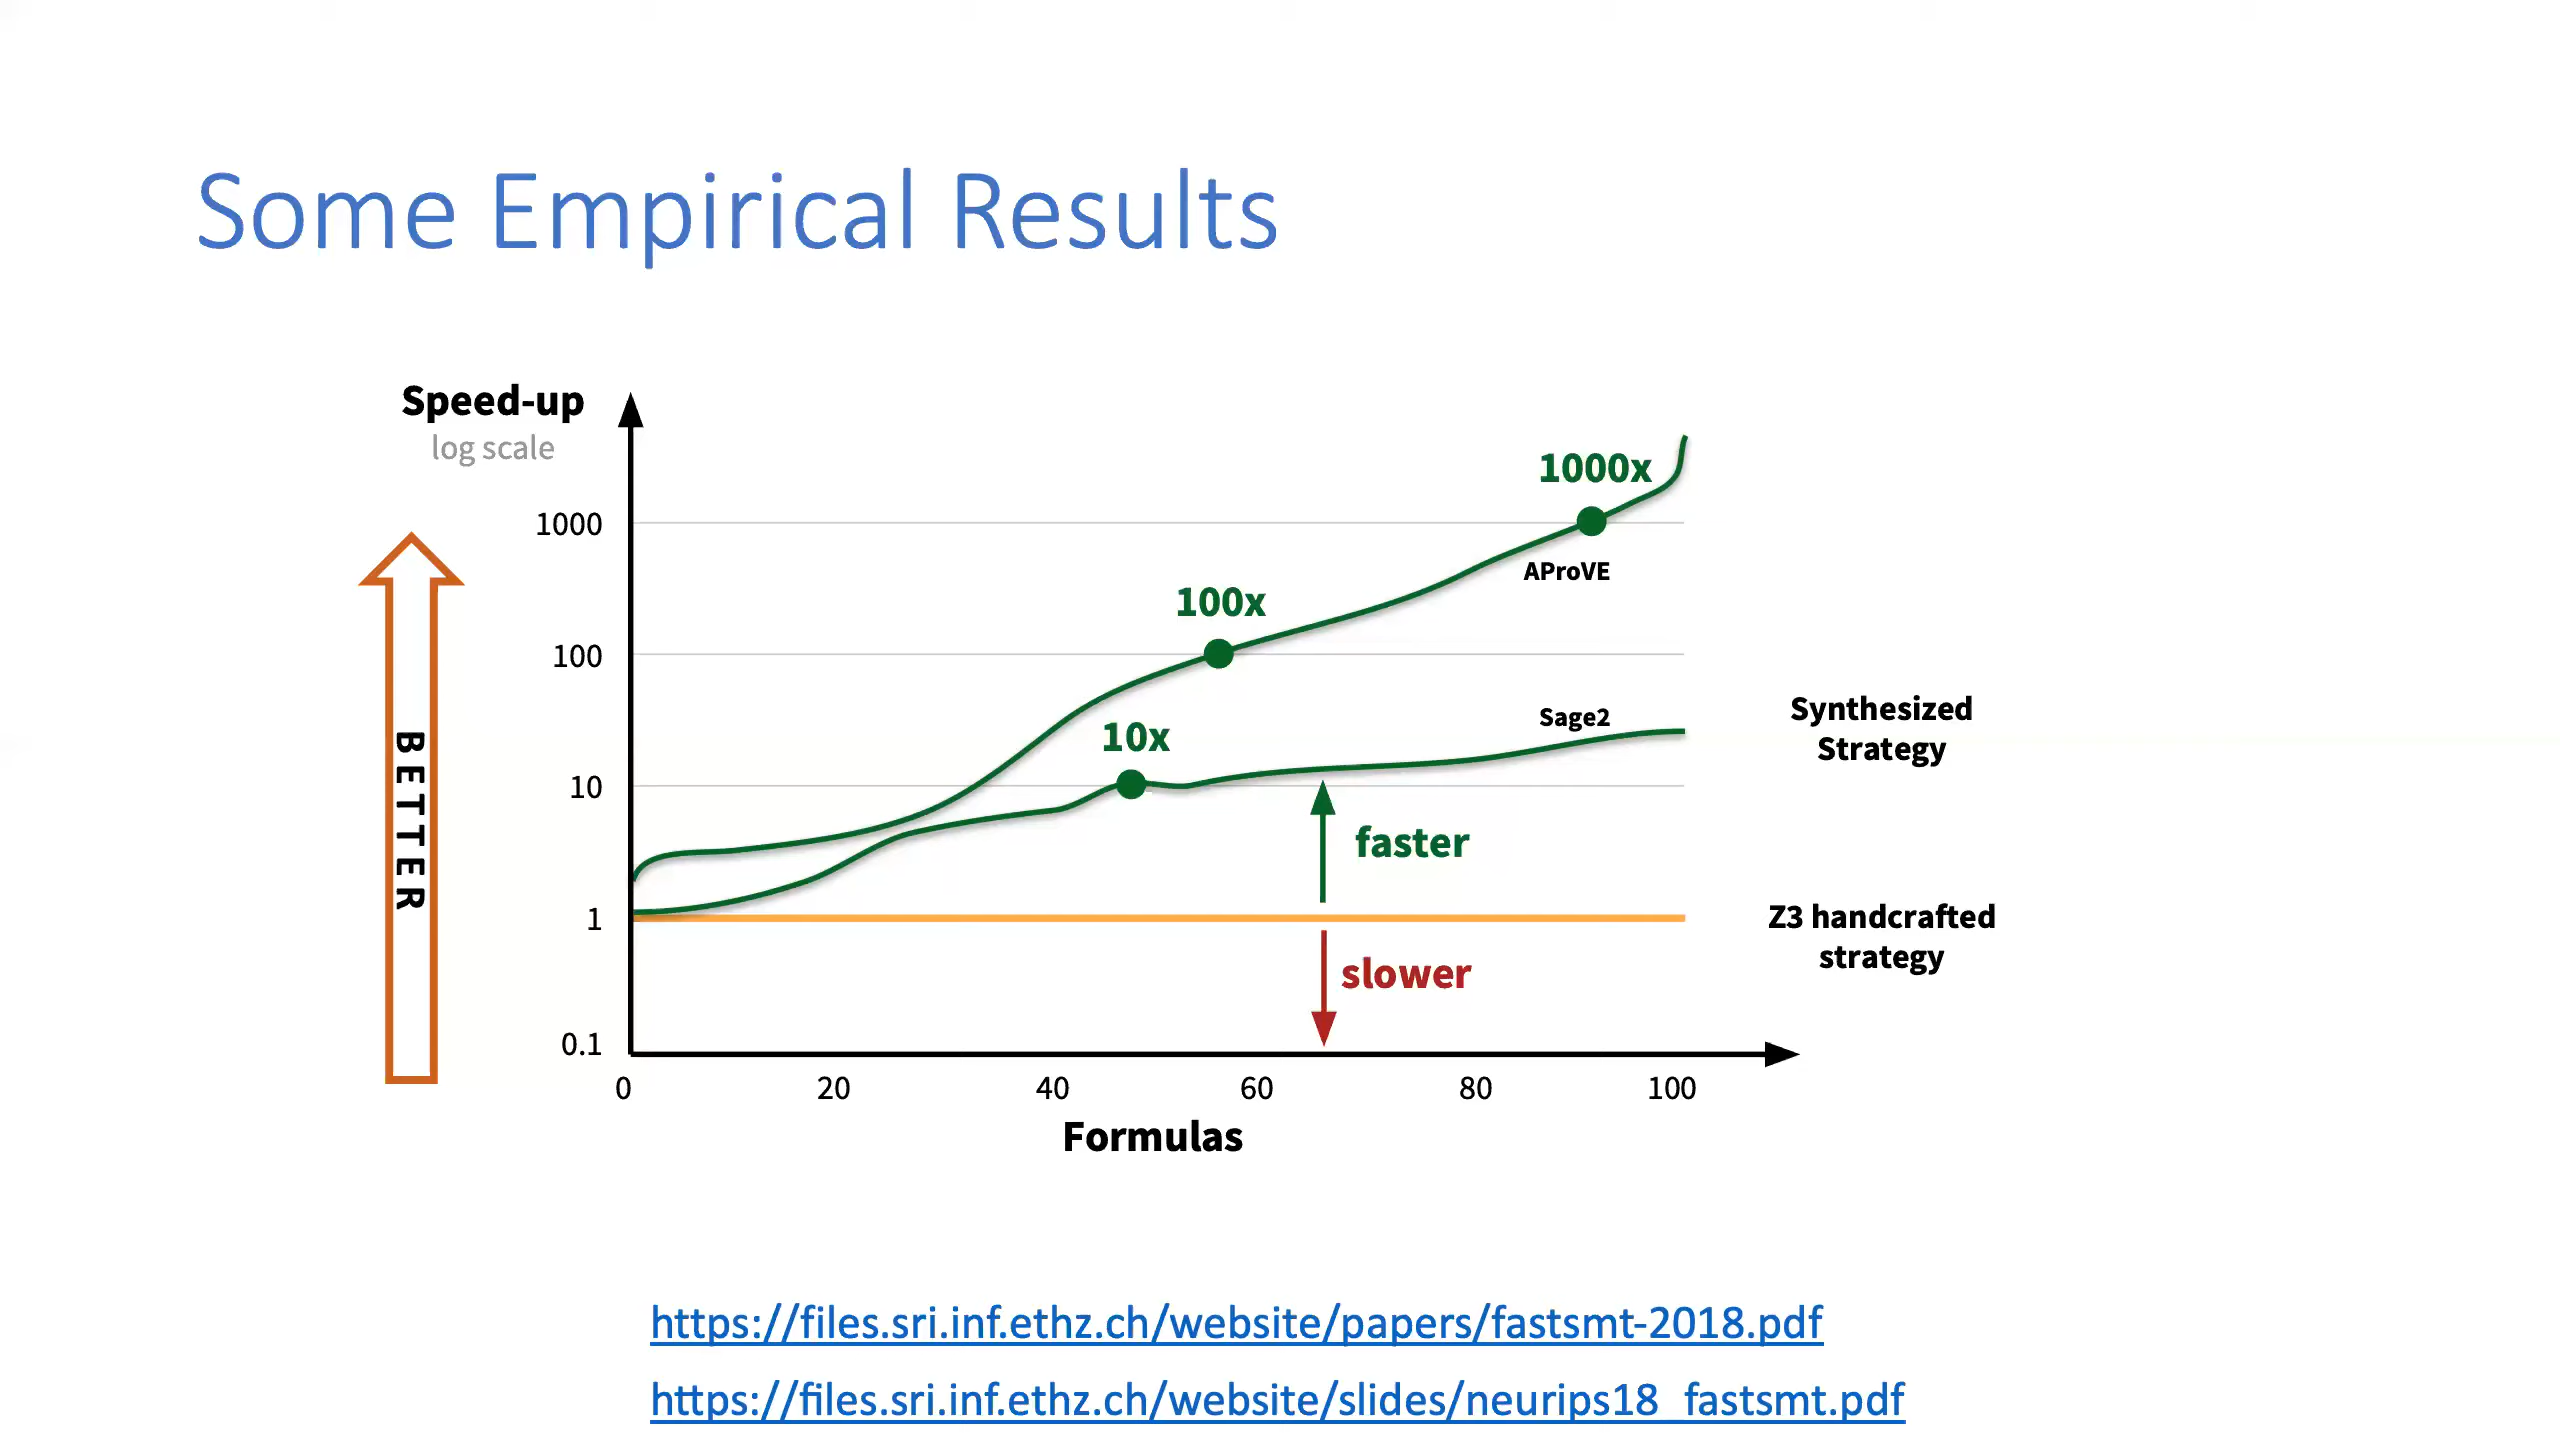 Some Empirical Results
Speed-up
log scale
1000x
1000
AProVE
100x
100
Sage2
Synthesized
Strategy
10x
10
BETTER
faster
1
Z3 handcrafted
strategy
slower
0.1
0 20 40 60 80 100
Formulas
https://files.sri.inf.ethz.ch/website/papers/fastsmt-2018.pdf
https://files.sri.inf.ethz.ch/website/slides/neurips18_fastsmt.pdf